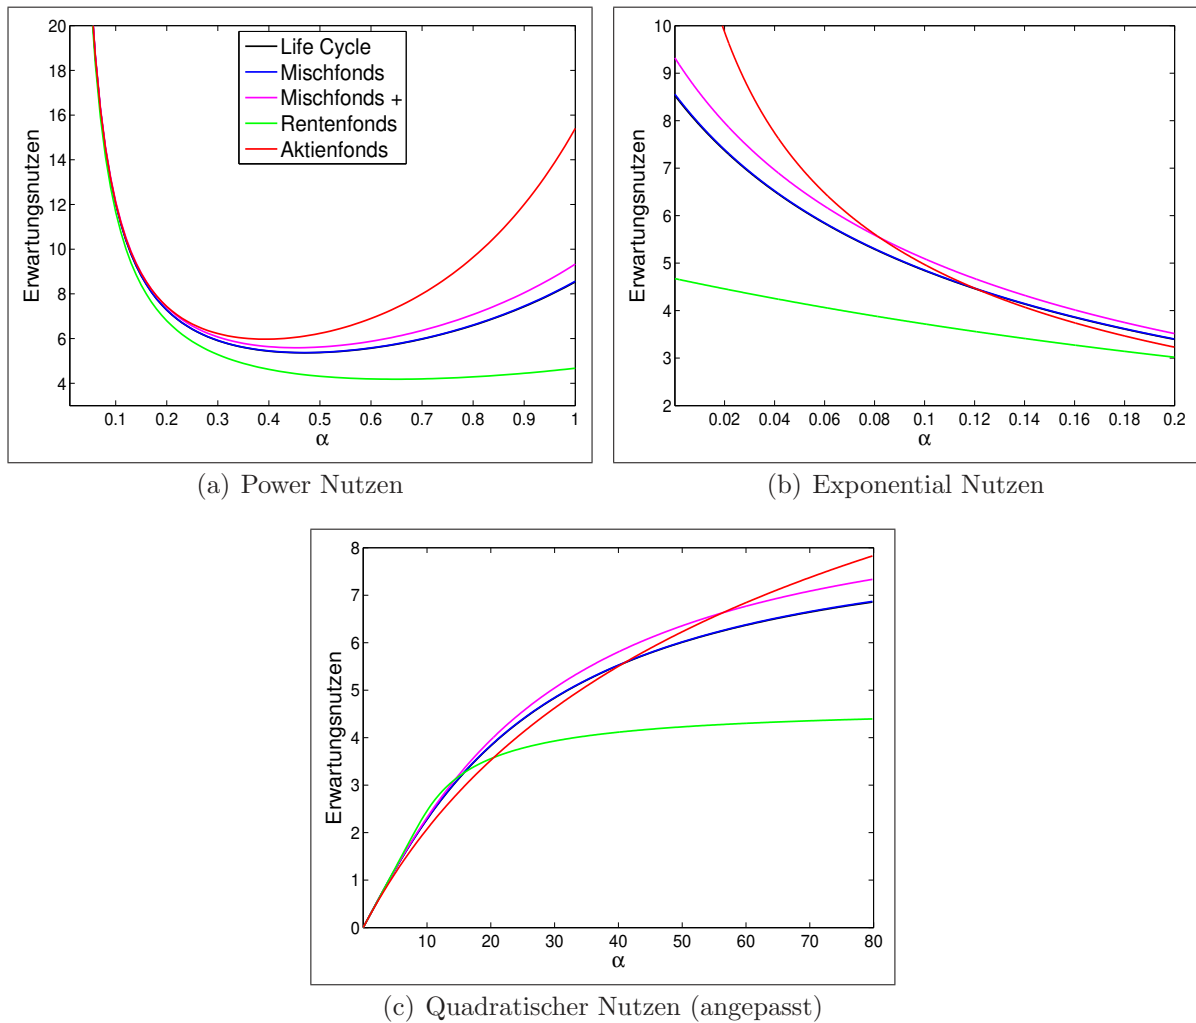 20
18
16
14
12
10
8
6
4
Erwartungsnutzen
Life Cycle
Mischfonds
Mischfonds +
Rentenfonds
Aktienfonds
0.1 0.2 0.3 0.4 0.5 0.6 0.7 0.8 0.9 1
α
(a) Power Nutzen
10
9
8
7
6
5
4
3
2
Erwartungsnutzen
0.02 0.04 0.06 0.08 0.1 0.12 0.14 0.16 0.18 0.2
α
(b) Exponential Nutzen
8
7
6
5
4
3
2
1
0
Erwartungsnutzen
10 20 30 40 50 60 70 80
α
(c) Quadratischer Nutzen (angepasst)